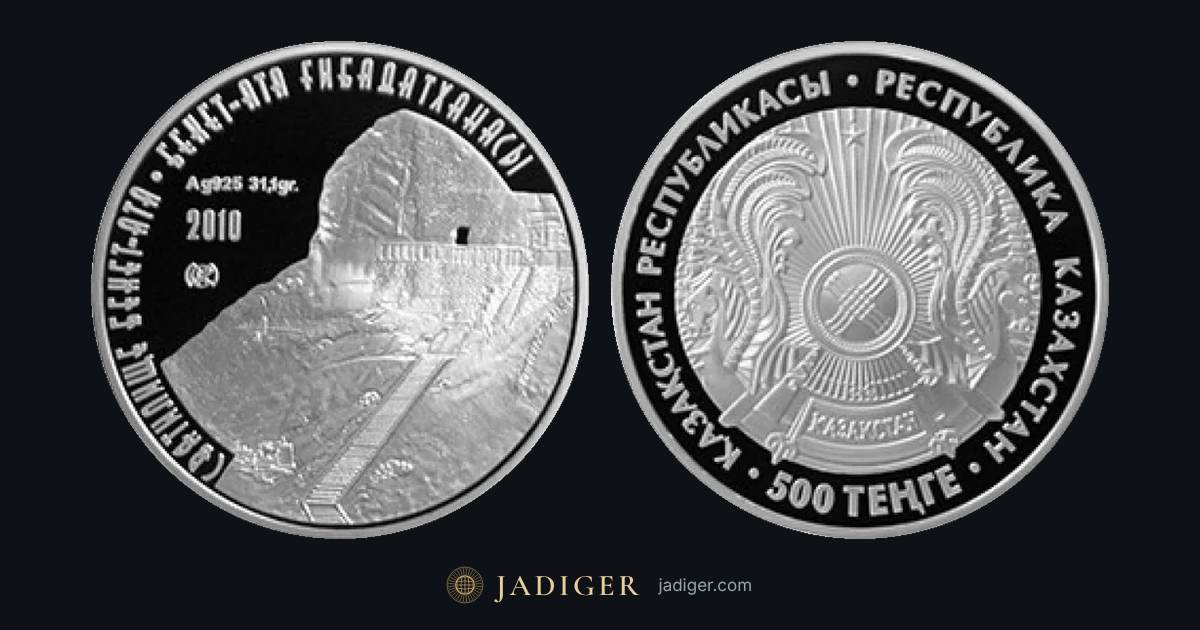 СВЯТИЛИЩЕ БЕКЕТ-АТА • БЕКЕТ-АТА ҒИБАДАТХАНАСЫ
Ag925 31,1gr.
2010
ҚАЗАҚСТАН РЕСПУБЛИКАСЫ • РЕСПУБЛИКА КАЗАХСТАН
ҚАЗАҚСТАН
• 500 ТЕҢГЕ •
JADIGER jadiger.com